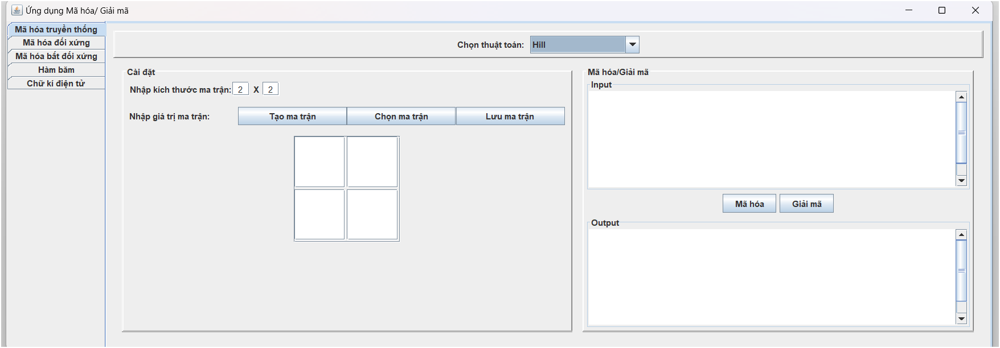 Ứng dụng Mã hóa/ Giải mã
Mã hóa truyền thống
Mã hóa đối xứng
Mã hóa bất đối xứng
Hàm băm
Chữ kí điện tử
Chọn thuật toán: Hill
Cài đặt
Nhập kích thước ma trận: 2 X 2
Nhập giá trị ma trận: Tạo ma trận Chọn ma trận Lưu ma trận
Mã hóa/Giải mã
Input
Mã hóa Giải mã
Output